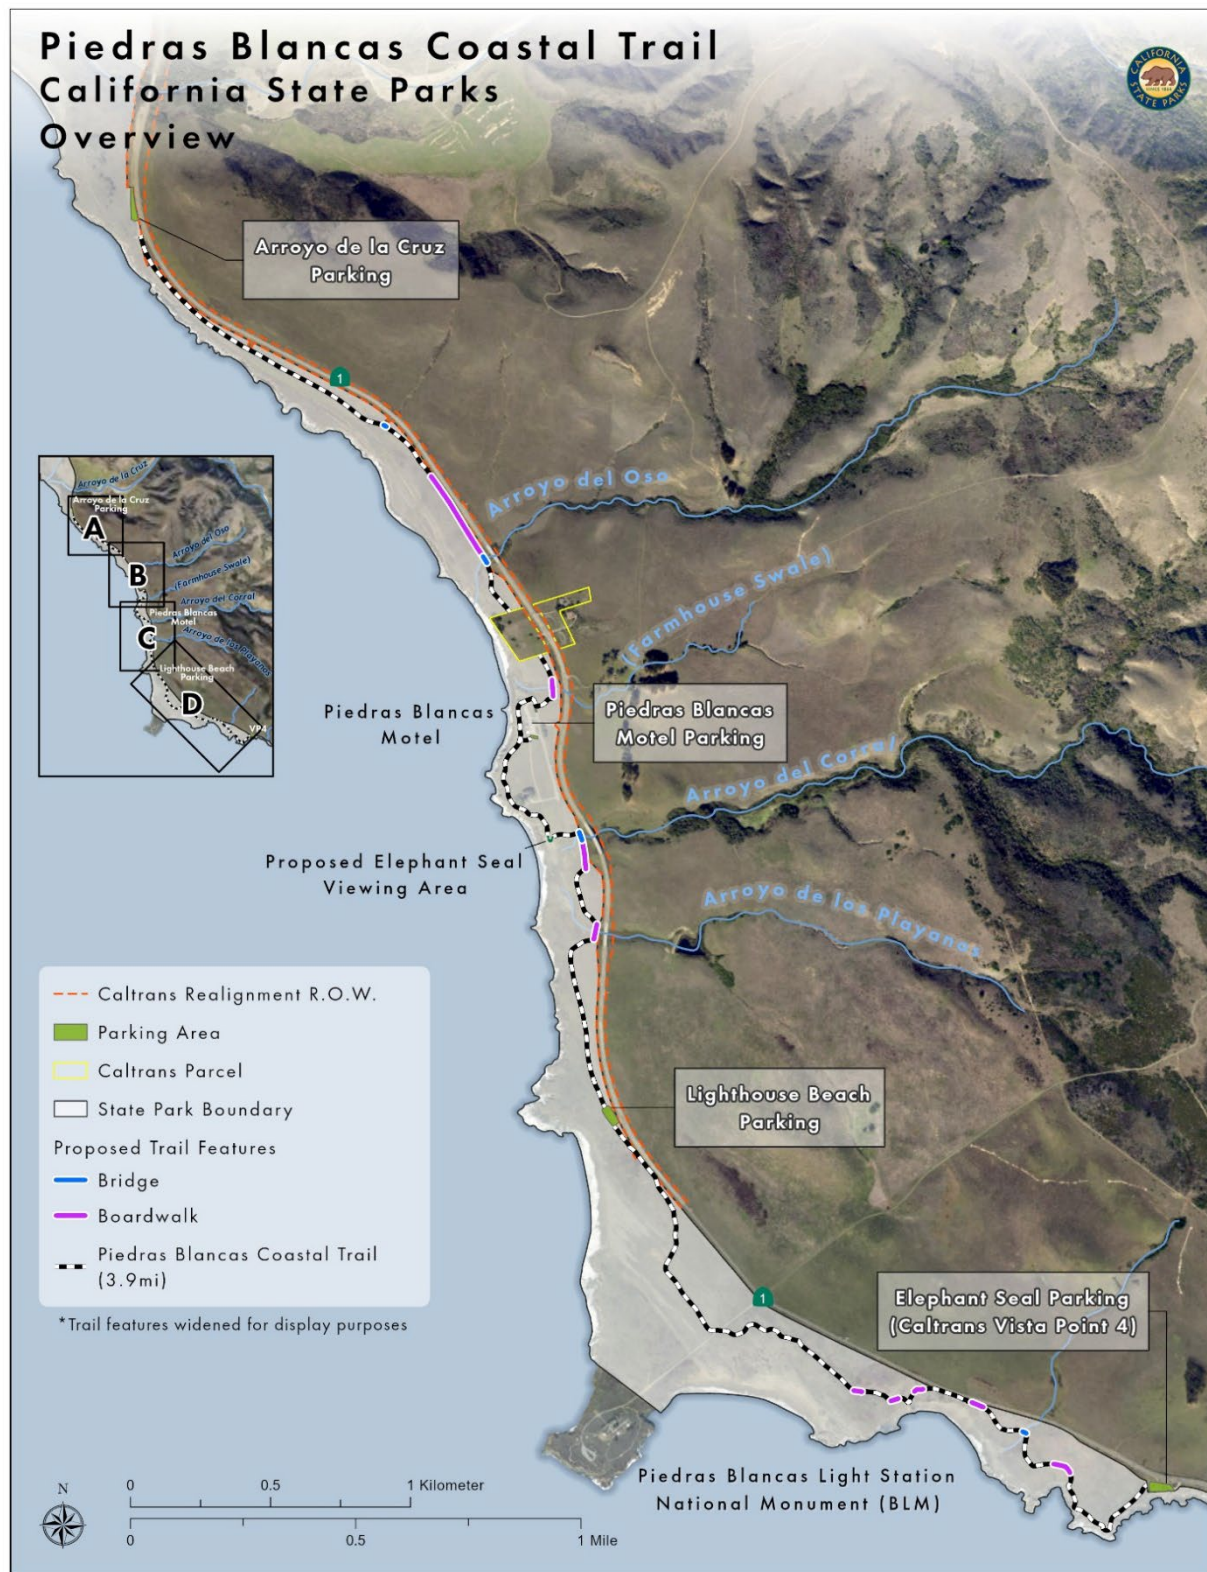 Piedras Blancas Coastal Trail
California State Parks
Overview
CALIFORNIA
SINCE 1864
STATE PARKS
Arroyo de la Cruz
Parking
1
Arroyo del Oso
(Farmhouse Swale)
Arroyo de la Cruz
Arroyo de la Cruz
Parking
A
Arroyo del Oso
B
(Farmhouse Swale)
Arroyo del Corral
Piedras Blancas
Motel
C
Arroyo de los Playanos
Lighthouse Beach
Parking
D
VP4
Piedras Blancas
Motel
Piedras Blancas
Motel Parking
Arroyo del Corral
Proposed Elephant Seal
Viewing Area
Arroyo de los Playanos
Caltrans Realignment R.O.W.
Parking Area
Caltrans Parcel
State Park Boundary
Proposed Trail Features
Bridge
Boardwalk
Piedras Blancas Coastal Trail
(3.9mi)
*Trail features widened for display purposes
Lighthouse Beach
Parking
1
Elephant Seal Parking
(Caltrans Vista Point 4)
Piedras Blancas Light Station
National Monument (BLM)
N
0 0.5 1 Kilometer
0 0.5 1 Mile